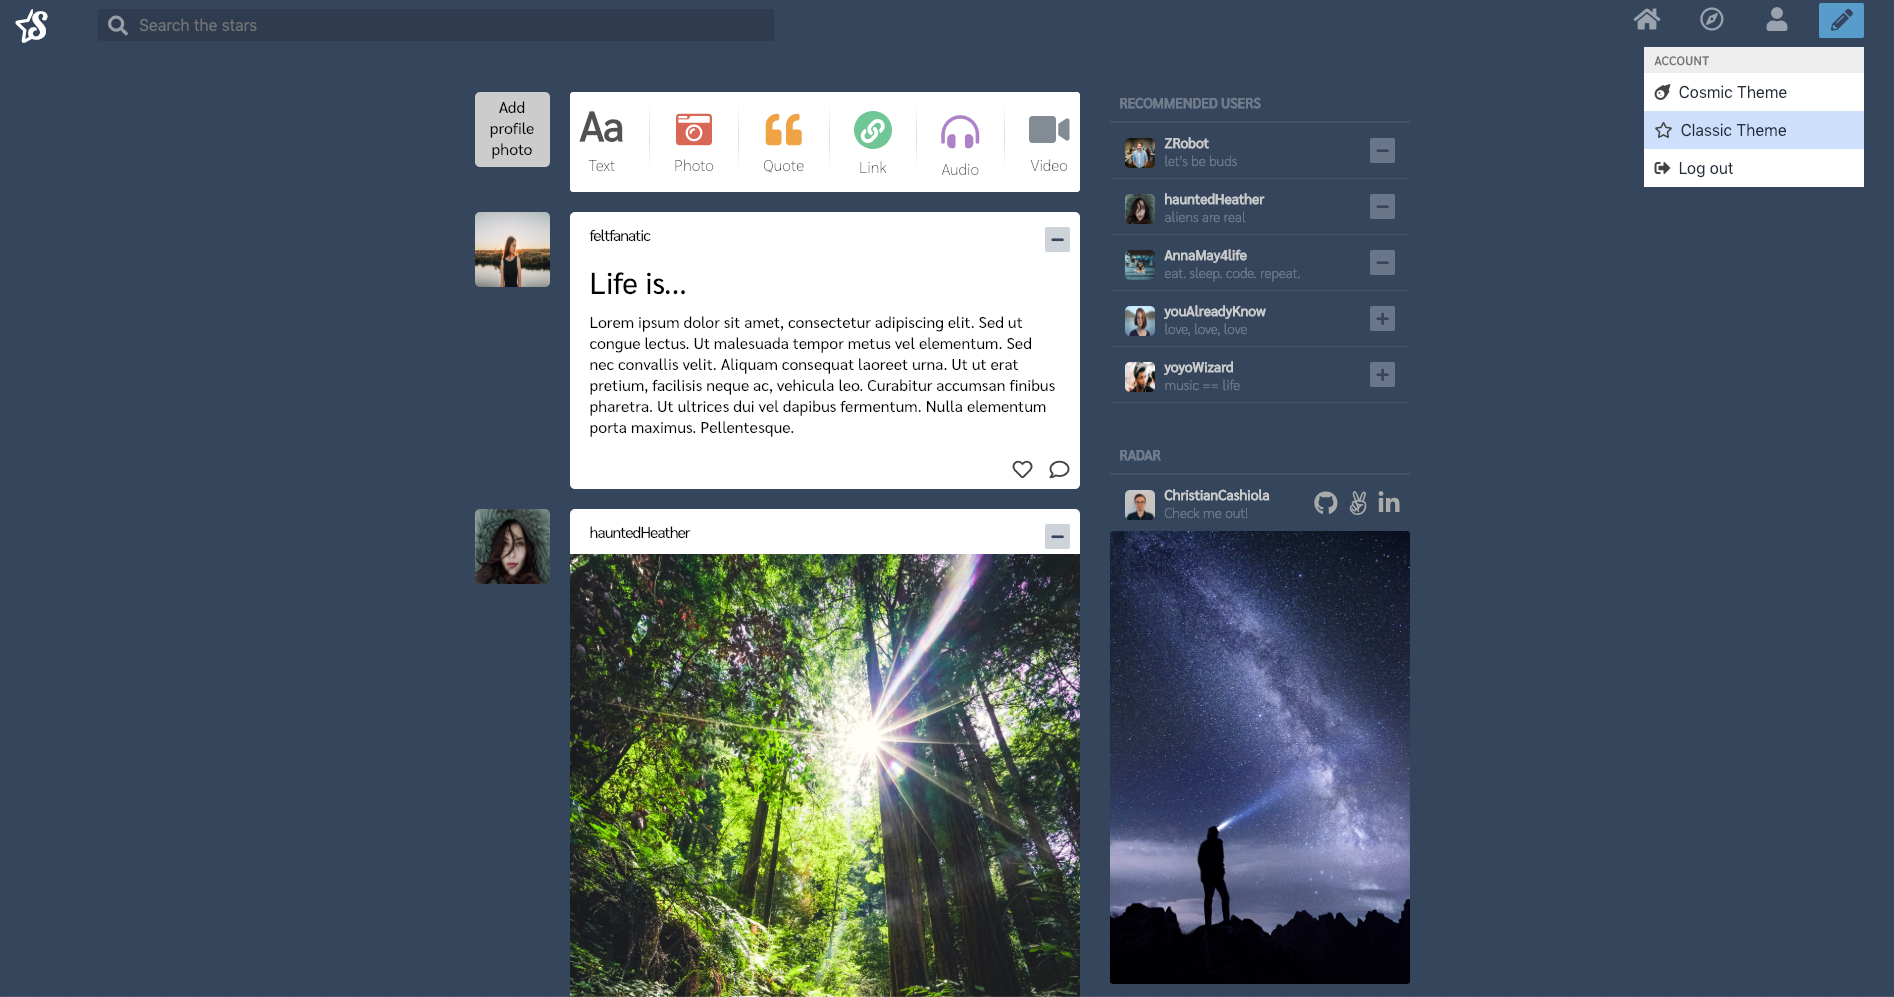 Search the stars
ACCOUNT
Cosmic Theme
Classic Theme
Log out
Add
profile
photo
Aa
Text
Photo
Quote
Link
Audio
Video
feltfanatic
Life is...
Lorem ipsum dolor sit amet, consectetur adipiscing elit. Sed ut
congue lectus. Ut malesuada tempor metus vel elementum. Sed
nec convallis velit. Aliquam consequat laoreet urna. Ut ut erat
pretium, facilisis neque ac, vehicula leo. Curabitur accumsan finibus
pharetra. Ut ultrices dui vel dapibus fermentum. Nulla elementum
porta maximus. Pellentesque.
hauntedHeather
RECOMMENDED USERS
ZRobot
let's be buds
hauntedHeather
aliens are real
AnnaMay4life
eat. sleep. code. repeat.
youAlreadyKnow
love, love, love
yoyoWizard
music == life
RADAR
ChristianCashiola
Check me out!
in